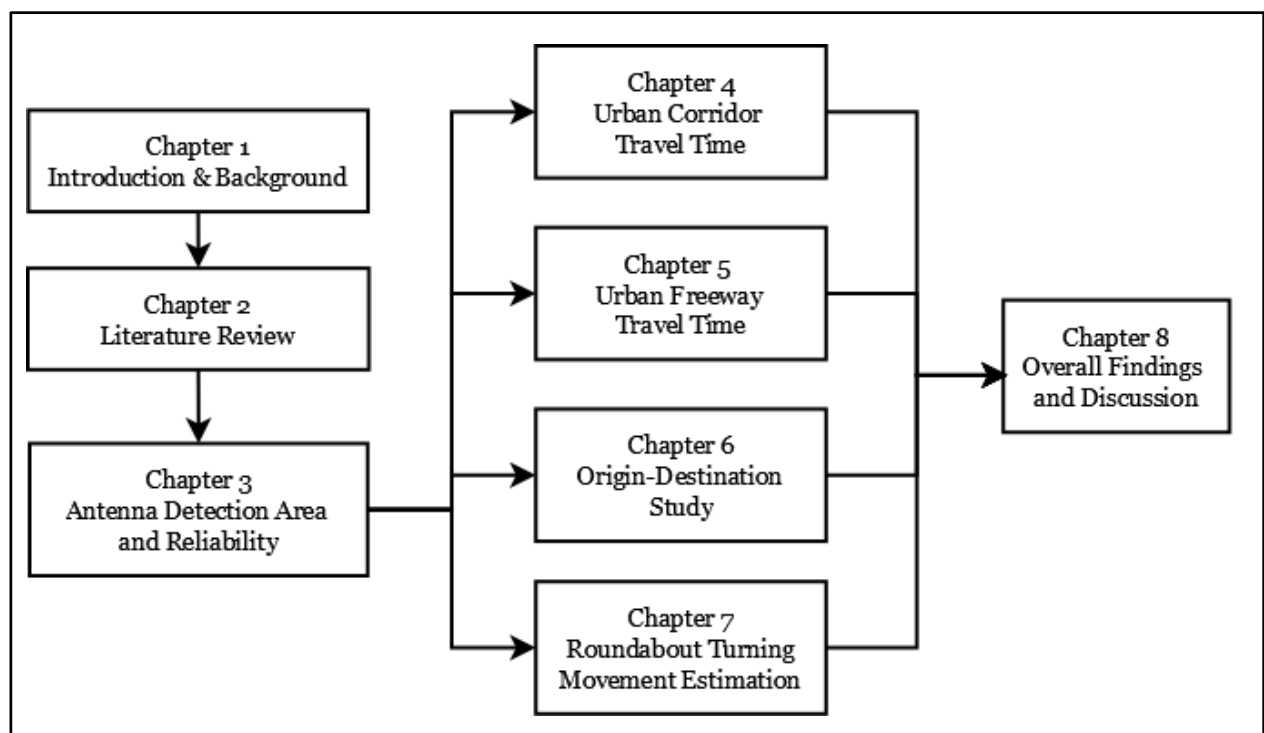 Chapter 1
Introduction & Background
Chapter 2
Literature Review
Chapter 3
Antenna Detection Area
and Reliability
Chapter 4
Urban Corridor
Travel Time
Chapter 5
Urban Freeway
Travel Time
Chapter 6
Origin-Destination
Study
Chapter 7
Roundabout Turning
Movement Estimation
Chapter 8
Overall Findings
and Discussion